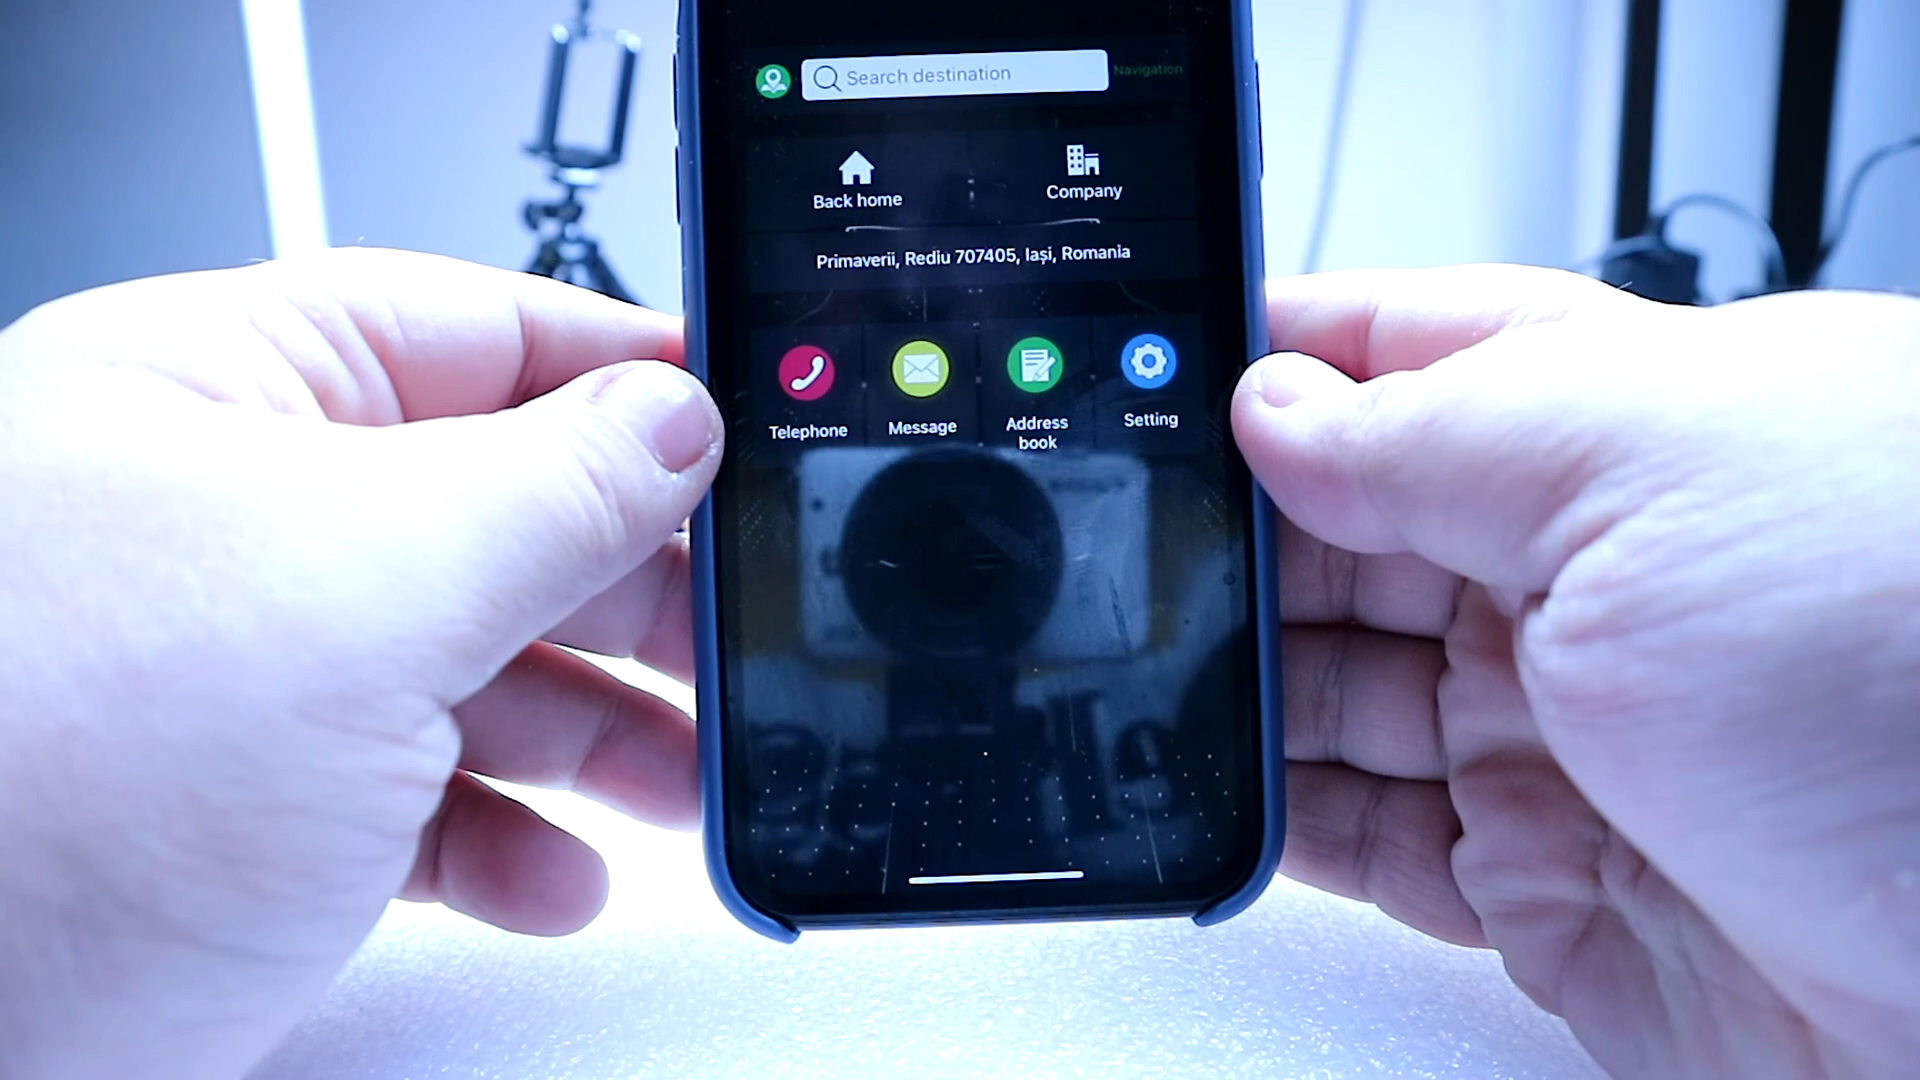 Search destination
Navigation
Back home
Company
Primaverii, Rediu 707405, Iași, Romania
Telephone
Message
Address
book
Setting